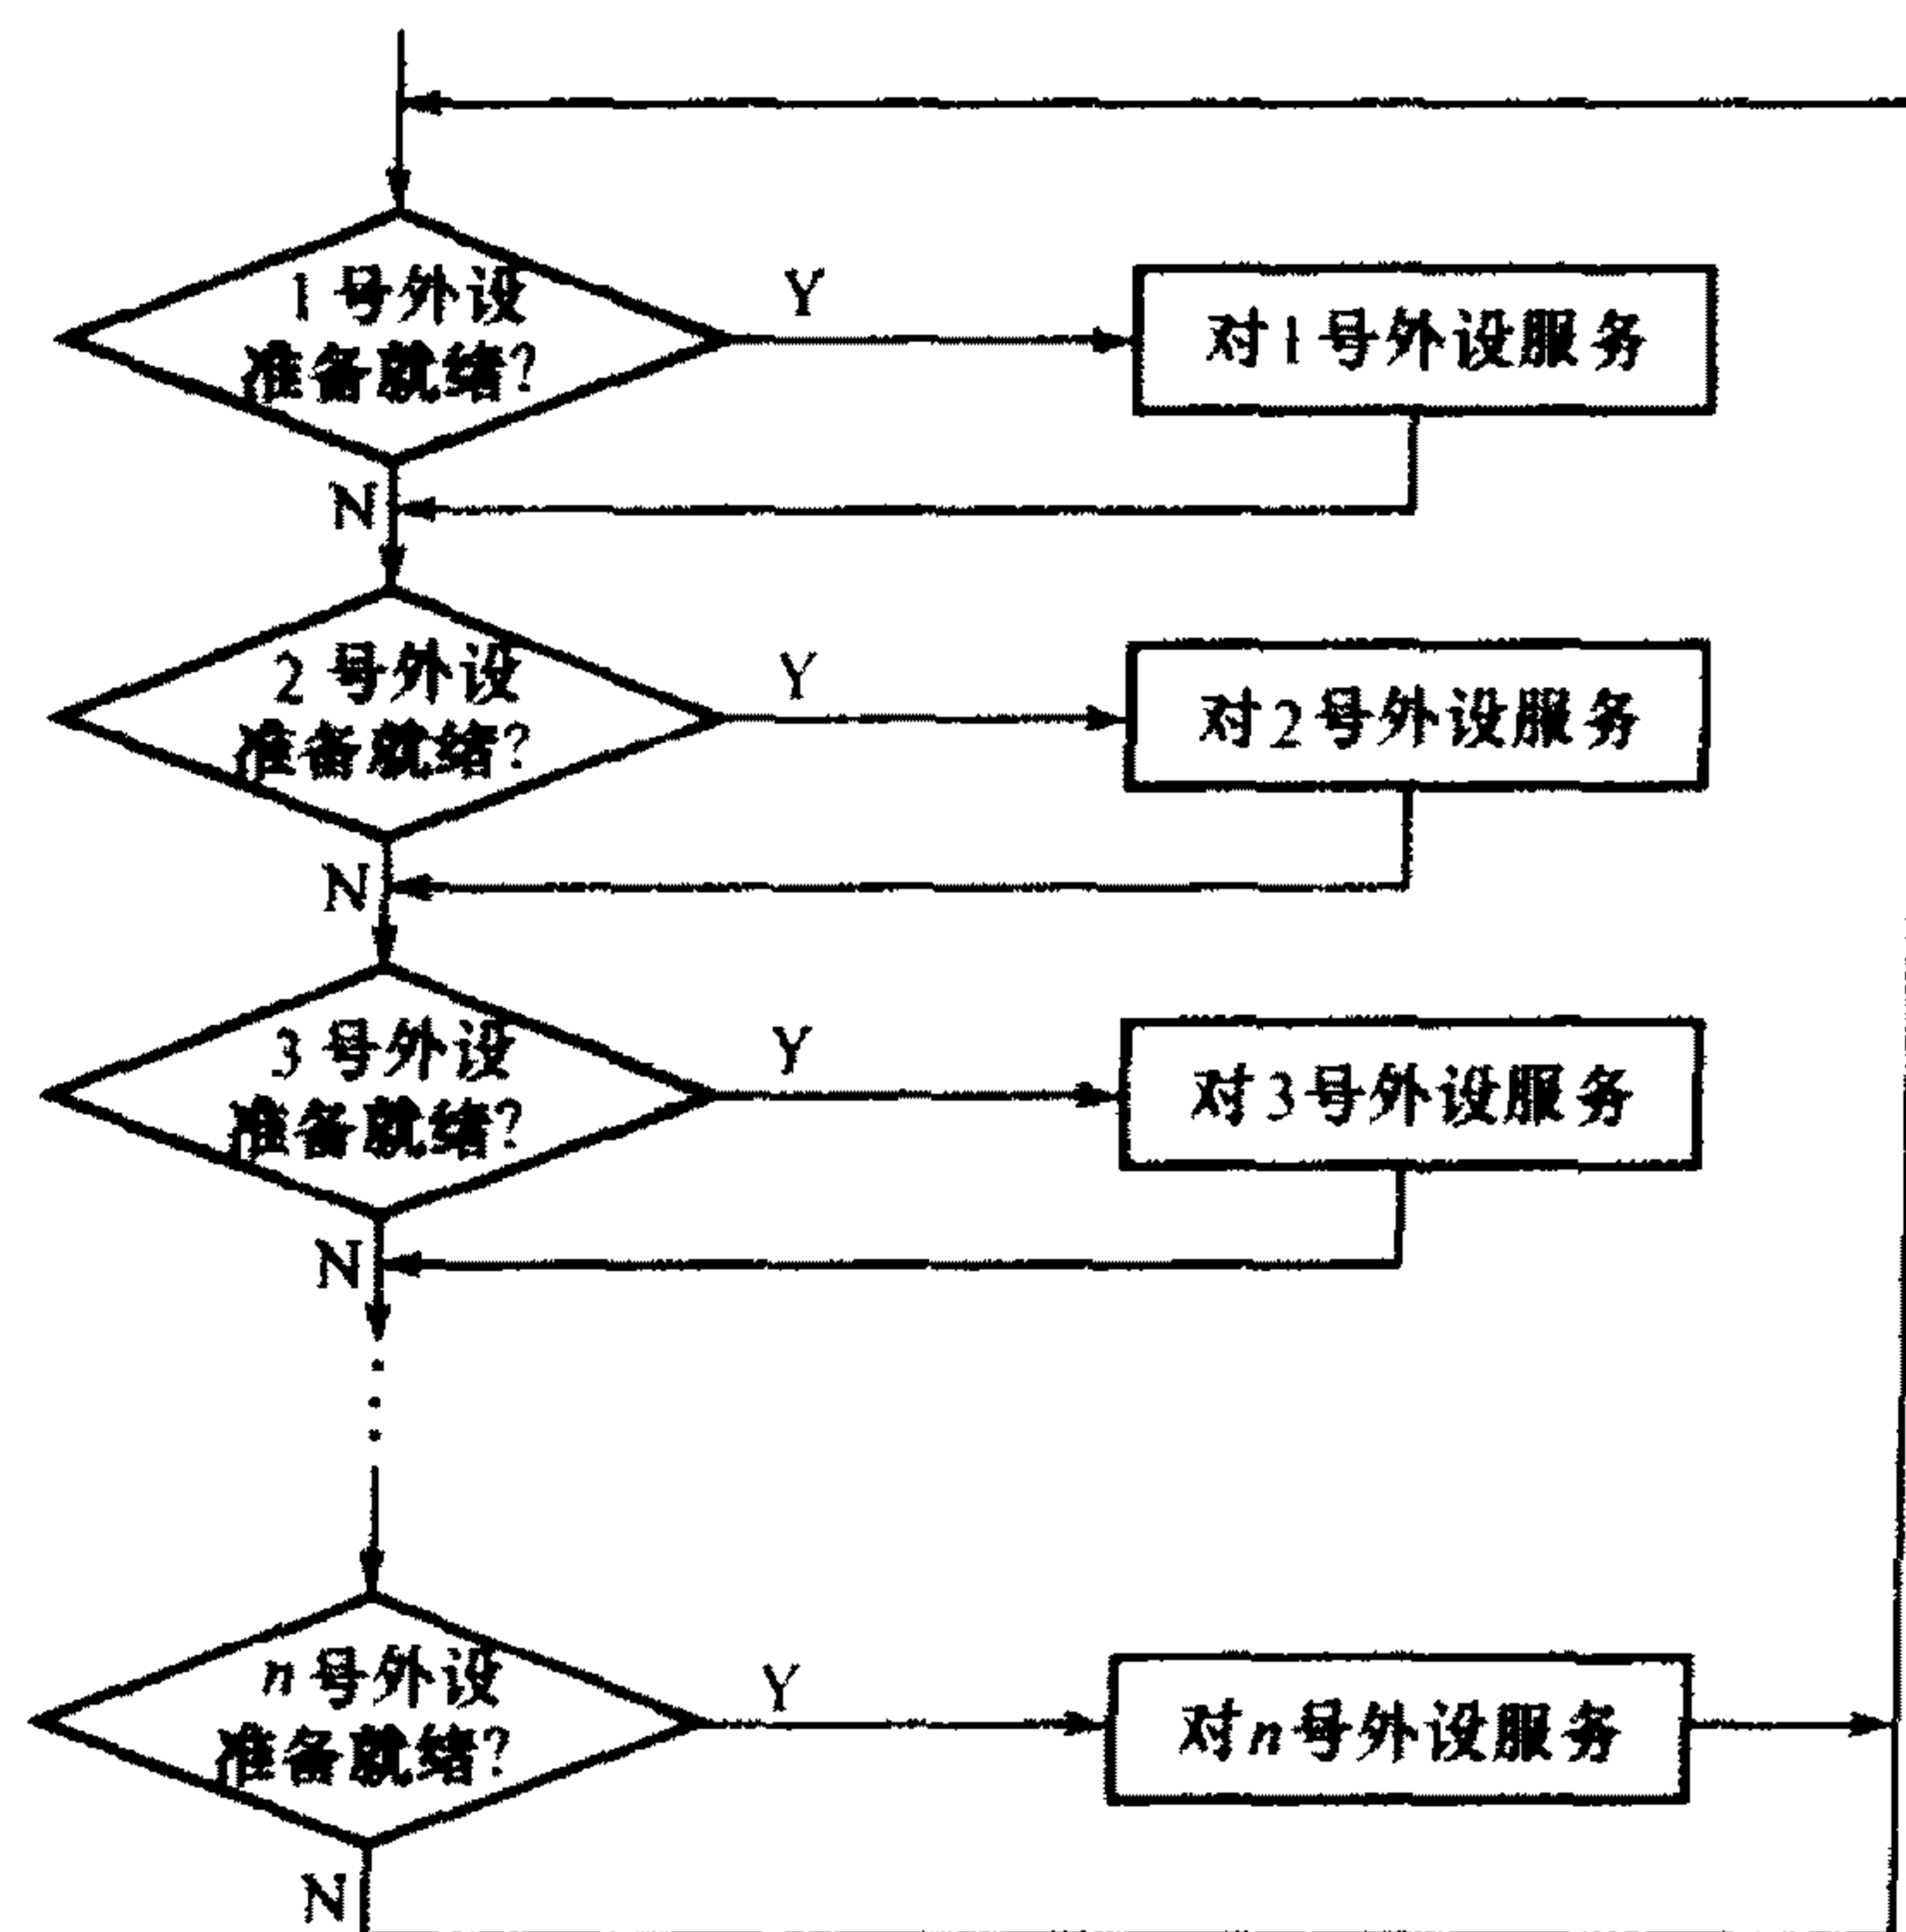 1号外设
准备就绪?
Y
对1号外设服务
N
2号外设
准备就绪?
Y
对2号外设服务
N
3号外设
准备就绪?
Y
对3号外设服务
N
n号外设
准备就绪?
Y
对n号外设服务
N